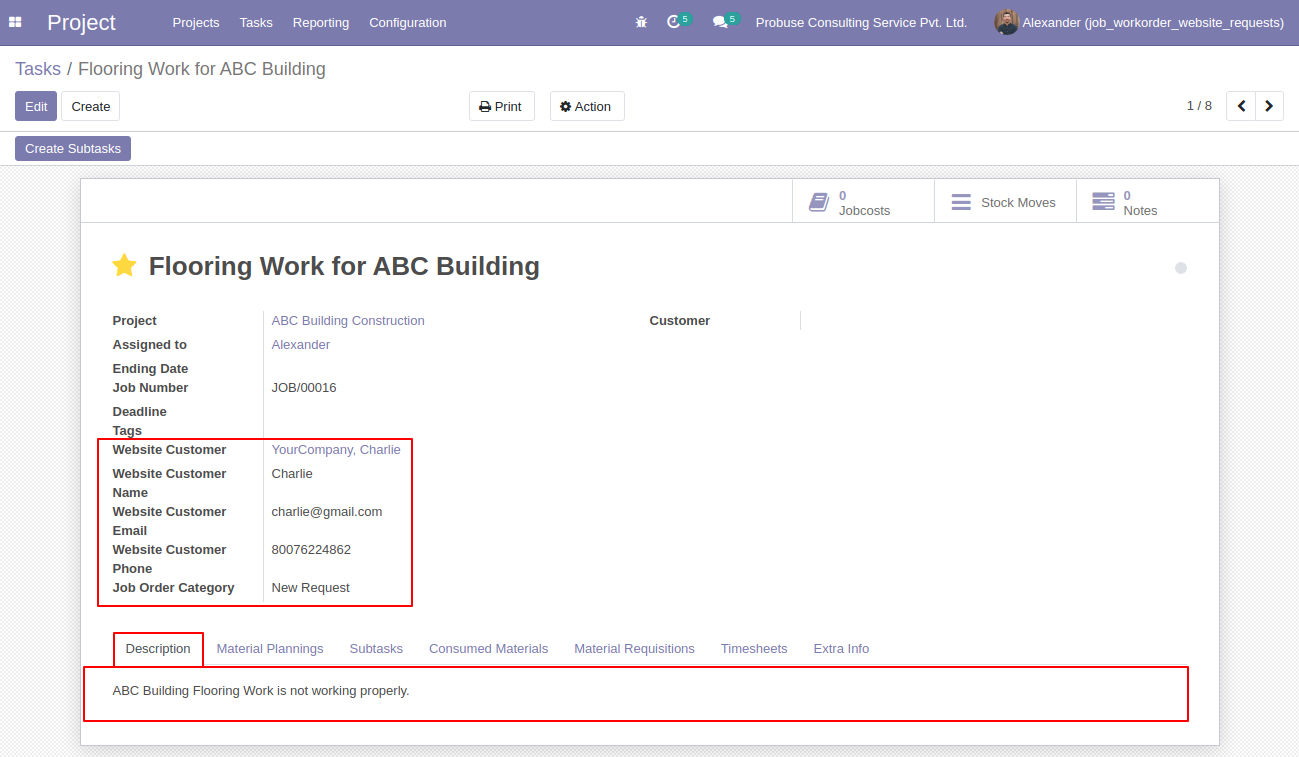 Project Projects Tasks Reporting Configuration 5 5 Probuse Consulting Service Pvt. Ltd. Alexander (job_workorder_website_requests)
Tasks / Flooring Work for ABC Building
Edit Create Print Action 1 / 8
Create Subtasks
0 Jobcosts
Stock Moves
0 Notes
Flooring Work for ABC Building
Project ABC Building Construction Customer
Assigned to Alexander
Ending Date
Job Number JOB/00016
Deadline
Tags
Website Customer YourCompany, Charlie
Website Customer Charlie
Name
Website Customer charlie@gmail.com
Email
Website Customer 80076224862
Phone
Job Order Category New Request
Description Material Plannings Subtasks Consumed Materials Material Requisitions Timesheets Extra Info
ABC Building Flooring Work is not working properly.